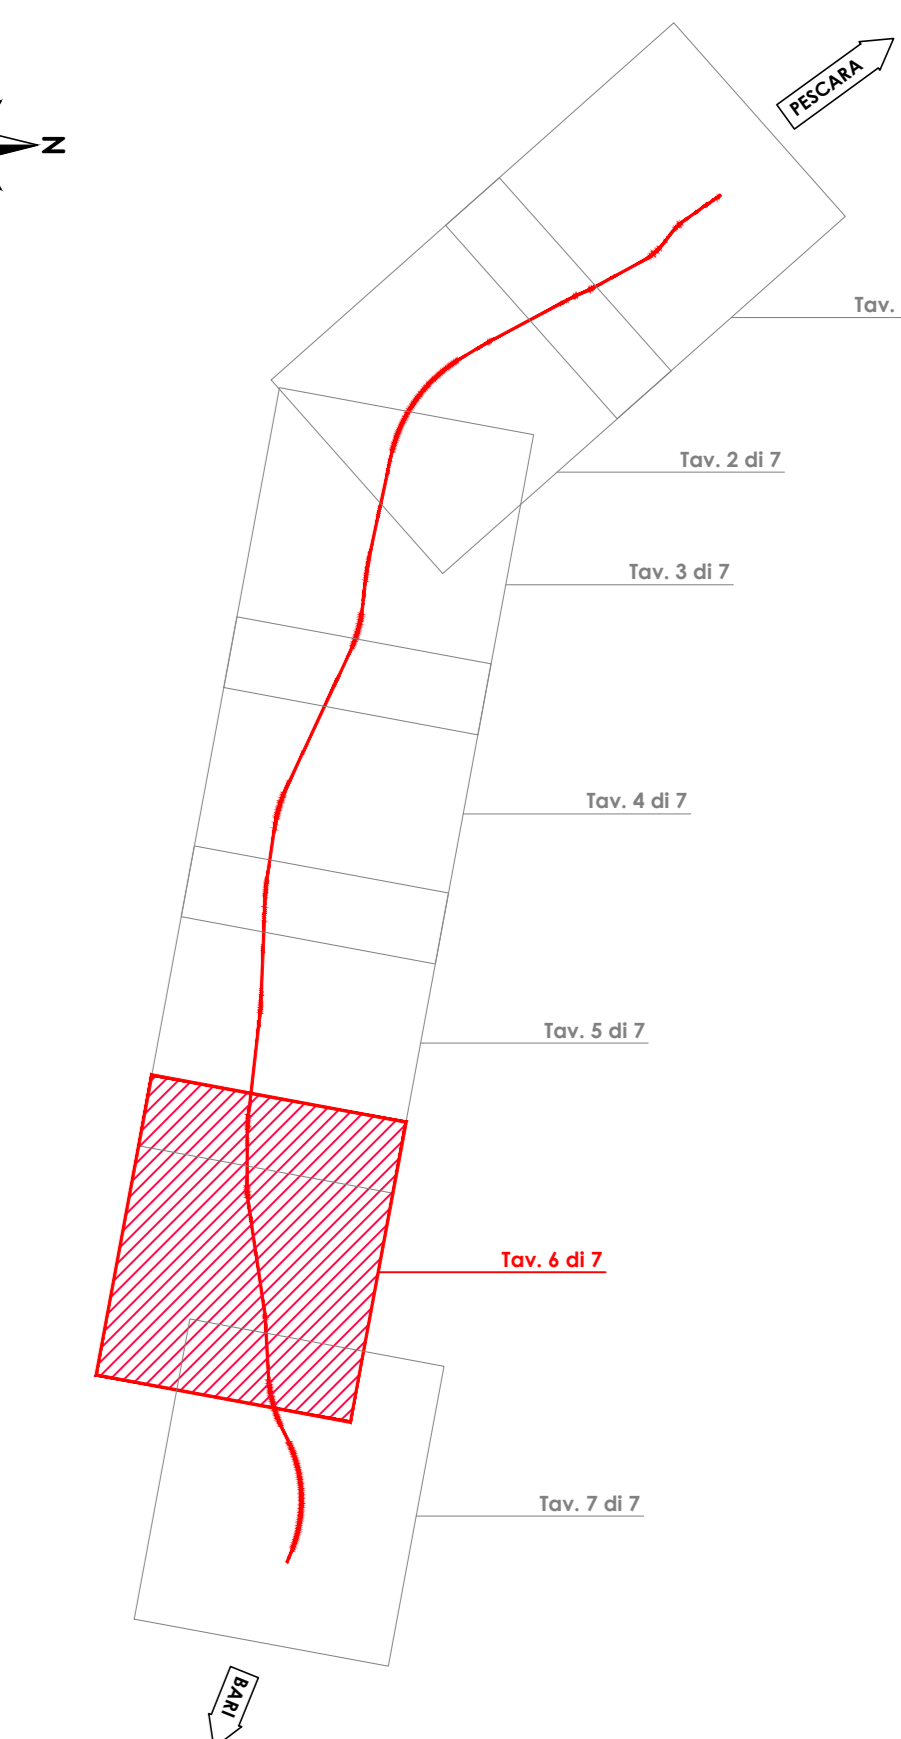 PESCARA
N
Tav.
Tav. 2 di 7
Tav. 3 di 7
Tav. 4 di 7
Tav. 5 di 7
Tav. 6 di 7
Tav. 7 di 7
BARI